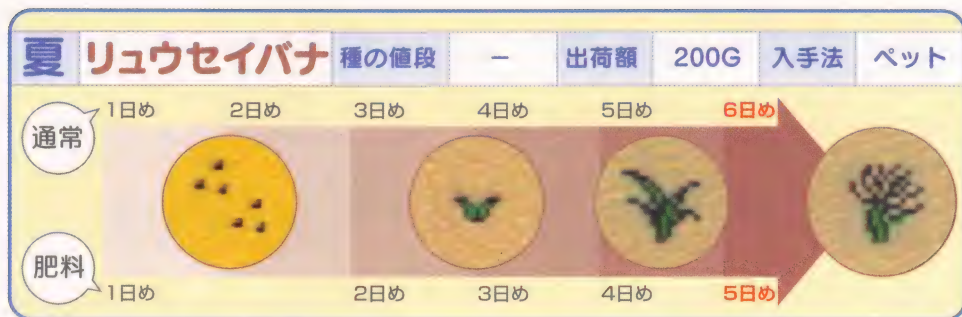 夏 リュウセイバナ 種の値段 － 出荷額 200G 入手法 ペット
通常 1日め 2日め 3日め 4日め 5日め 6日め
肥料 1日め 2日め 3日め 4日め 5日め